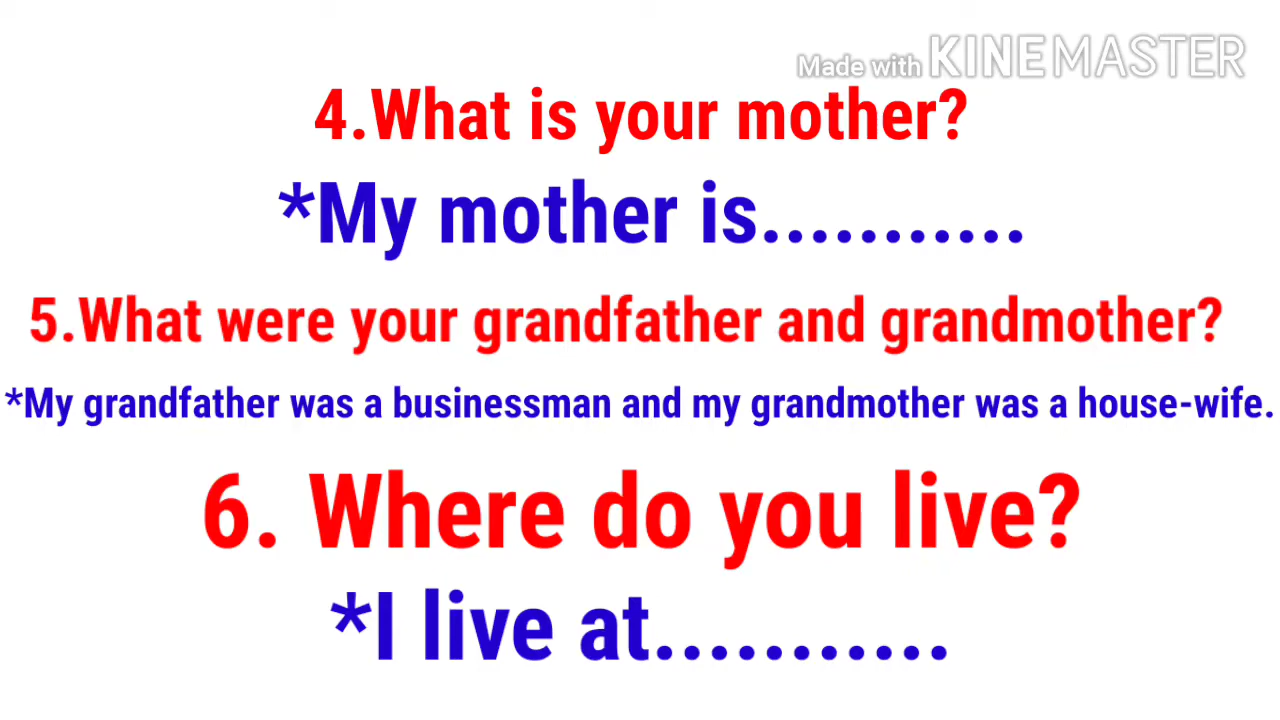 Made with KINEMASTER
4.What is your mother?
*My mother is...........
5.What were your grandfather and grandmother?
*My grandfather was a businessman and my grandmother was a house-wife.
6. Where do you live?
*I live at...........